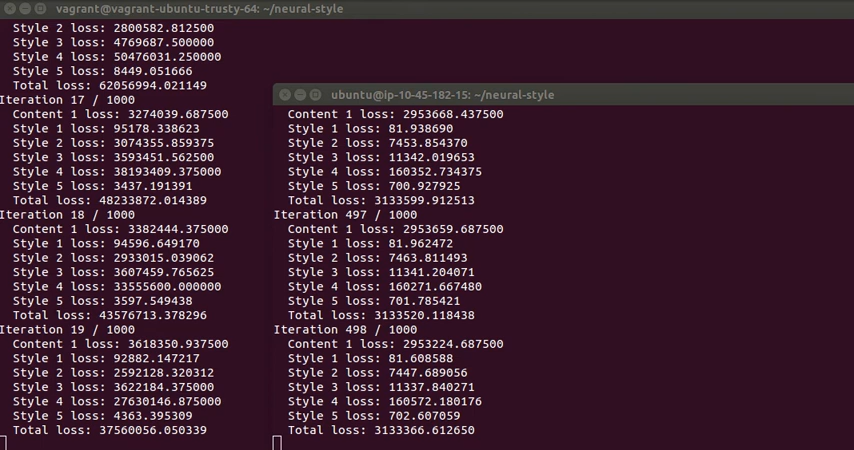 vagrant@vagrant-ubuntu-trusty-64: ~/neural-style
Style 2 loss: 2800582.812500
Style 3 loss: 4769687.500000
Style 4 loss: 50476031.250000
Style 5 loss: 8449.051666
Total loss: 62056994.021149
Iteration 17 / 1000
Content 1 loss: 3274039.687500
Style 1 loss: 95178.338623
Style 2 loss: 3074355.859375
Style 3 loss: 3593451.562500
Style 4 loss: 38193409.375000
Style 5 loss: 3437.191391
Total loss: 48233872.014389
Iteration 18 / 1000
Content 1 loss: 3382444.375000
Style 1 loss: 94596.649170
Style 2 loss: 2933015.039062
Style 3 loss: 3607459.765625
Style 4 loss: 33555600.000000
Style 5 loss: 3597.549438
Total loss: 43576713.378296
Iteration 19 / 1000
Content 1 loss: 3618350.937500
Style 1 loss: 92882.147217
Style 2 loss: 2592128.320312
Style 3 loss: 3622184.375000
Style 4 loss: 27630146.875000
Style 5 loss: 4363.395309
Total loss: 37560056.050339
ubuntu@ip-10-45-182-15: ~/neural-style
Content 1 loss: 2953668.437500
Style 1 loss: 81.938690
Style 2 loss: 7453.854370
Style 3 loss: 11342.019653
Style 4 loss: 160352.734375
Style 5 loss: 700.927925
Total loss: 3133599.912513
Iteration 497 / 1000
Content 1 loss: 2953659.687500
Style 1 loss: 81.962472
Style 2 loss: 7463.811493
Style 3 loss: 11341.204071
Style 4 loss: 160271.667480
Style 5 loss: 701.785421
Total loss: 3133520.118438
Iteration 498 / 1000
Content 1 loss: 2953224.687500
Style 1 loss: 81.608588
Style 2 loss: 7447.689056
Style 3 loss: 11337.840271
Style 4 loss: 160572.180176
Style 5 loss: 702.607059
Total loss: 3133366.612650